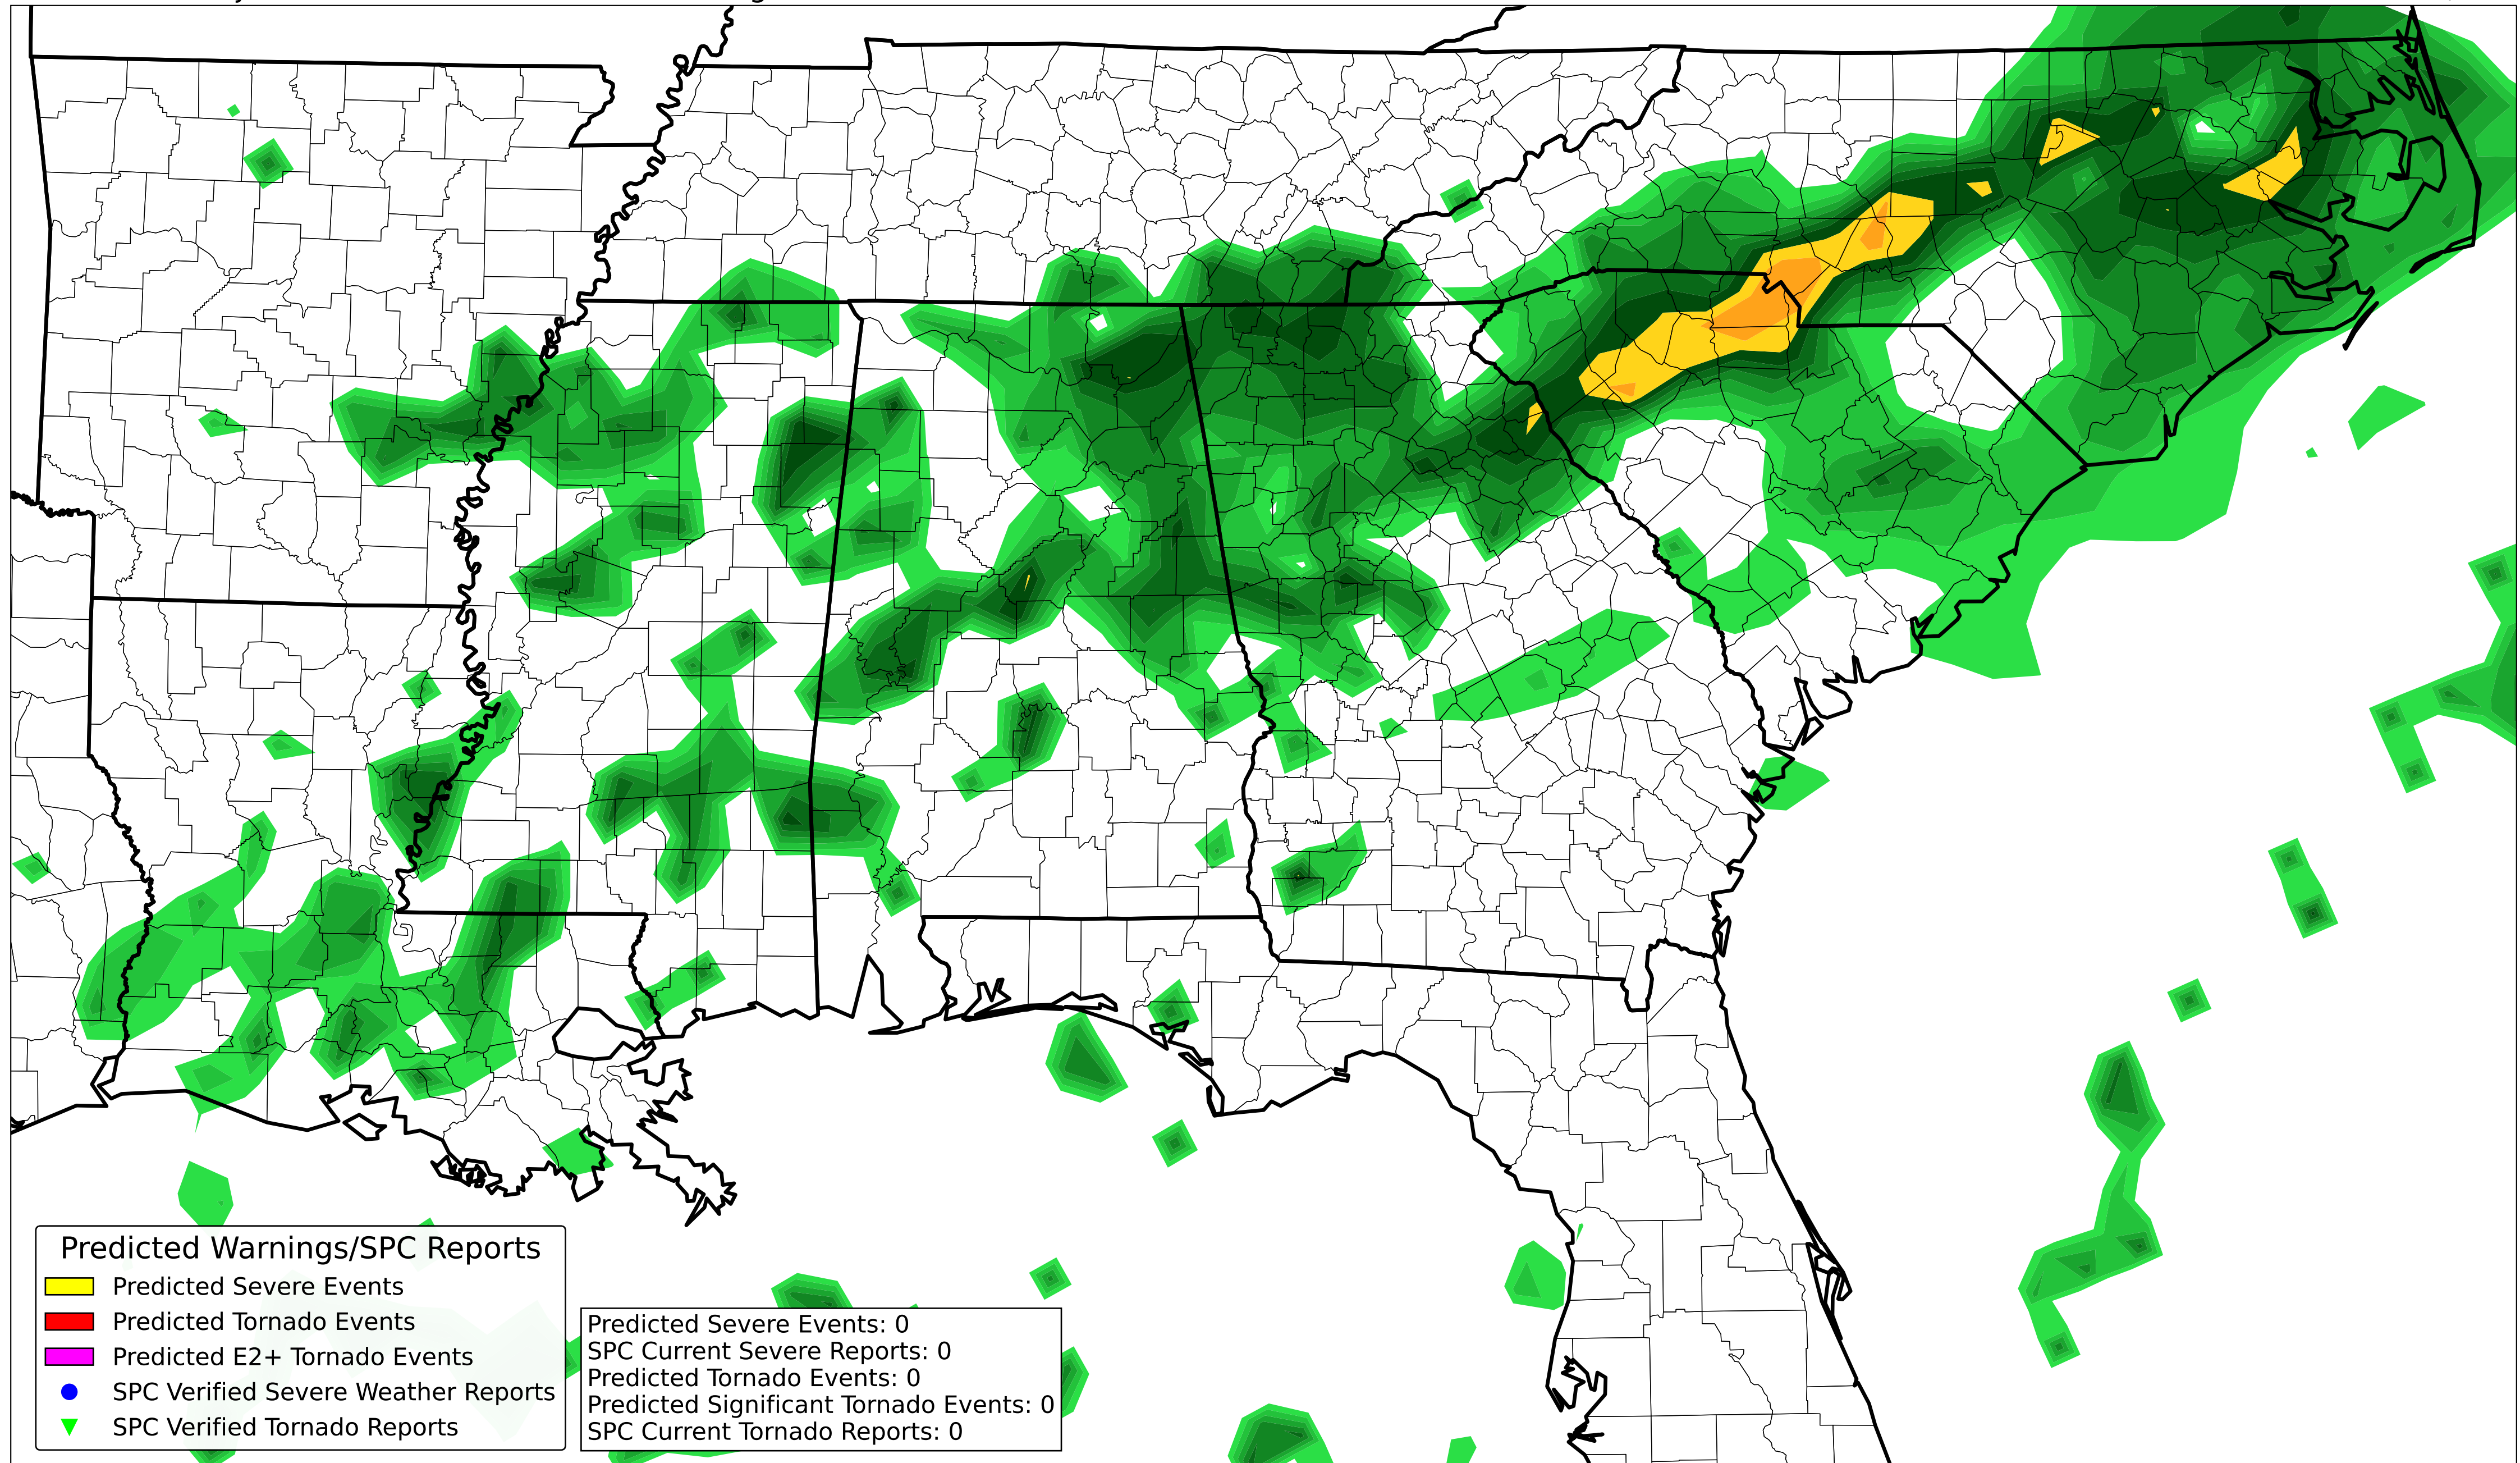 Predicted Warnings/SPC Reports
Predicted Severe Events
Predicted Tornado Events
Predicted E2+ Tornado Events
SPC Verified Severe Weather Reports
SPC Verified Tornado Reports
Predicted Severe Events: 0
SPC Current Severe Reports: 0
Predicted Tornado Events: 0
Predicted Significant Tornado Events: 0
SPC Current Tornado Reports: 0